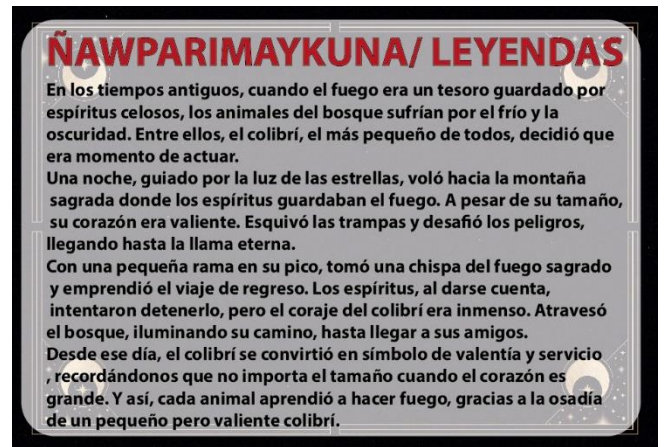 ÑAWPARIMAYKUNA/ LEYENDAS
En los tiempos antiguos, cuando el fuego era un tesoro guardado por
espíritus celosos, los animales del bosque sufrían por el frío y la
oscuridad. Entre ellos, el colibrí, el más pequeño de todos, decidió que
era momento de actuar.
Una noche, guiado por la luz de las estrellas, voló hacia la montaña
sagrada donde los espíritus guardaban el fuego. A pesar de su tamaño,
su corazón era valiente. Esquivó las trampas y desafió los peligros,
llegando hasta la llama eterna.
Con una pequeña rama en su pico, tomó una chispa del fuego sagrado
y emprendió el viaje de regreso. Los espíritus, al darse cuenta,
intentaron detenerlo, pero el coraje del colibrí era inmenso. Atravesó
el bosque, iluminando su camino, hasta llegar a sus amigos.
Desde ese día, el colibrí se convirtió en símbolo de valentía y servicio
, recordándonos que no importa el tamaño cuando el corazón es
grande. Y así, cada animal aprendió a hacer fuego, gracias a la osadía
de un pequeño pero valiente colibrí.